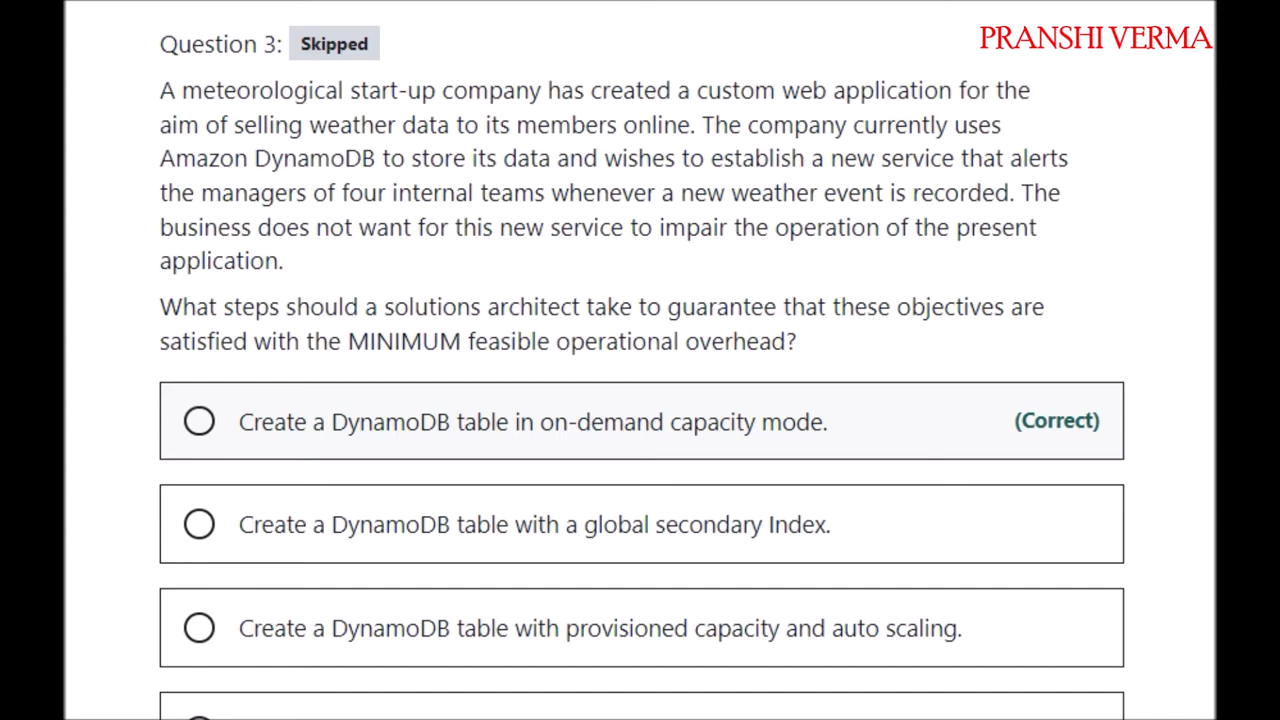 Question 3: Skipped
PRANSHI VERMA
A meteorological start-up company has created a custom web application for the
aim of selling weather data to its members online. The company currently uses
Amazon DynamoDB to store its data and wishes to establish a new service that alerts
the managers of four internal teams whenever a new weather event is recorded. The
business does not want for this new service to impair the operation of the present
application.
What steps should a solutions architect take to guarantee that these objectives are
satisfied with the MINIMUM feasible operational overhead?
Create a DynamoDB table in on-demand capacity mode. (Correct)
Create a DynamoDB table with a global secondary Index.
Create a DynamoDB table with provisioned capacity and auto scaling.